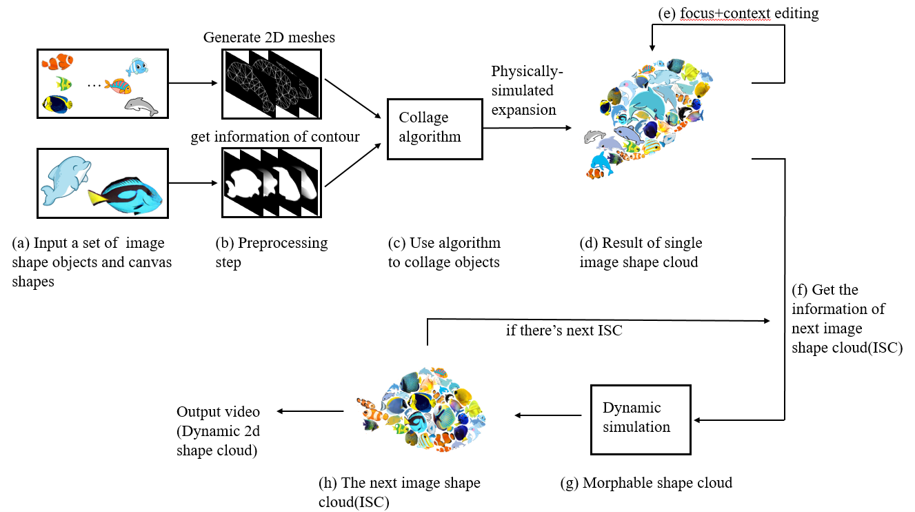 (e) focus+context editing
Generate 2D meshes
Physically-
simulated
expansion
...
Collage
algorithm
get information of contour
(a) Input a set of image
shape objects and canvas
shapes
(b) Preprocessing
step
(c) Use algorithm
to collage objects
(d) Result of single
image shape cloud
(f) Get the
information of
next image
shape cloud(ISC)
if there's next ISC
Output video
(Dynamic 2d
shape cloud)
Dynamic
simulation
(h) The next image shape
cloud(ISC)
(g) Morphable shape cloud